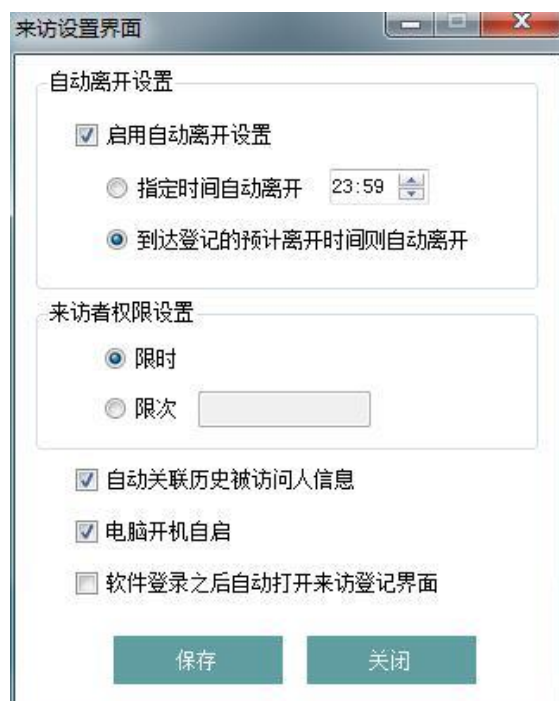 来访设置界面
自动离开设置
启用自动离开设置
指定时间自动离开 23:59
到达登记的预计离开时间则自动离开
来访者权限设置
限时
限次
自动关联历史被访问人信息
电脑开机自启
软件登录之后自动打开来访登记界面
保存 关闭